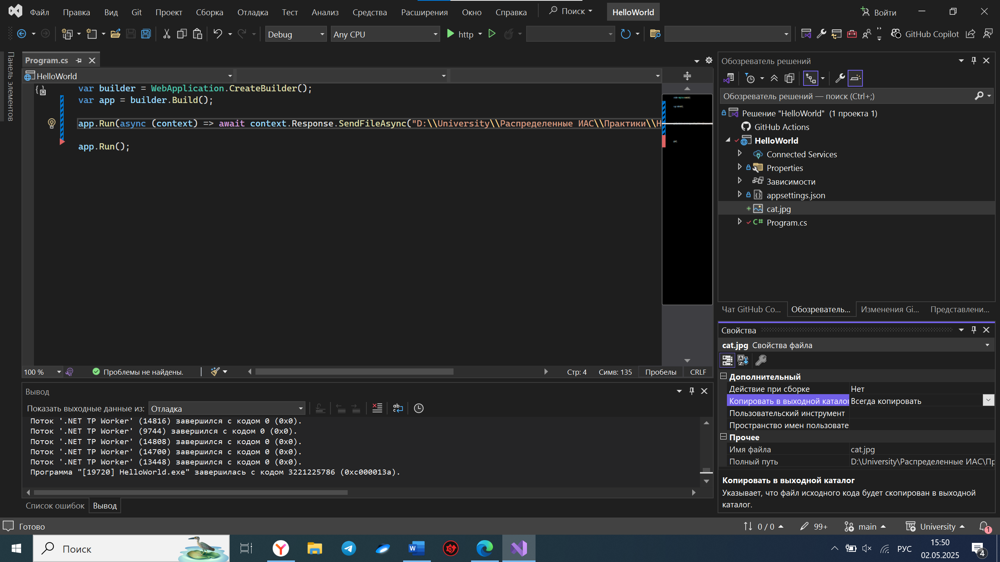 Файл Правка Вид Git Проект Сборка Отладка Тест Анализ Средства Расширения Окно Справка Поиск HelloWorld Войти
Debug Any CPU http GitHub Copilot
Панель элементов
Program.cs
HelloWorld
var builder = WebApplication.CreateBuilder();
var app = builder.Build();
app.Run(async (context) => await context.Response.SendFileAsync("D:\\University\\Распределенные ИАС\\Практики\\H
app.Run();
100 % Проблемы не найдены. Стр: 4 Симв: 135 Пробелы CRLF
Вывод
Показать выходные данные из: Отладка
Поток '.NET TP Worker' (14816) завершился с кодом 0 (0x0).
Поток '.NET TP Worker' (9744) завершился с кодом 0 (0x0).
Поток '.NET TP Worker' (14808) завершился с кодом 0 (0x0).
Поток '.NET TP Worker' (14700) завершился с кодом 0 (0x0).
Поток '.NET TP Worker' (13448) завершился с кодом 0 (0x0).
Программа "[19720] HelloWorld.exe" завершилась с кодом 3221225786 (0xc000013a).
Список ошибок Вывод
Обозреватель решений
Обозреватель решений — поиск (Ctrl+;)
Решение "HelloWorld" (1 проекта 1)
GitHub Actions
HelloWorld
Connected Services
Properties
Зависимости
appsettings.json
cat.jpg
C# Program.cs
Чат GitHub Co... Обозреватель... Изменения Gi... Представлени...
Свойства
cat.jpg Свойства файла
Дополнительный
Действие при сборке Нет
Копировать в выходной каталог Всегда копировать
Пользовательский инструмент
Пространство имен пользовате
Прочее
Имя файла cat.jpg
Полный путь D:\University\Распределенные ИАС\Пр
Копировать в выходной каталог
Указывает, что файл исходного кода будет скопирован в выходной
каталог.
Готово 0 / 0 99+ main University 1
Поиск РУС 15:50
02.05.2025 4